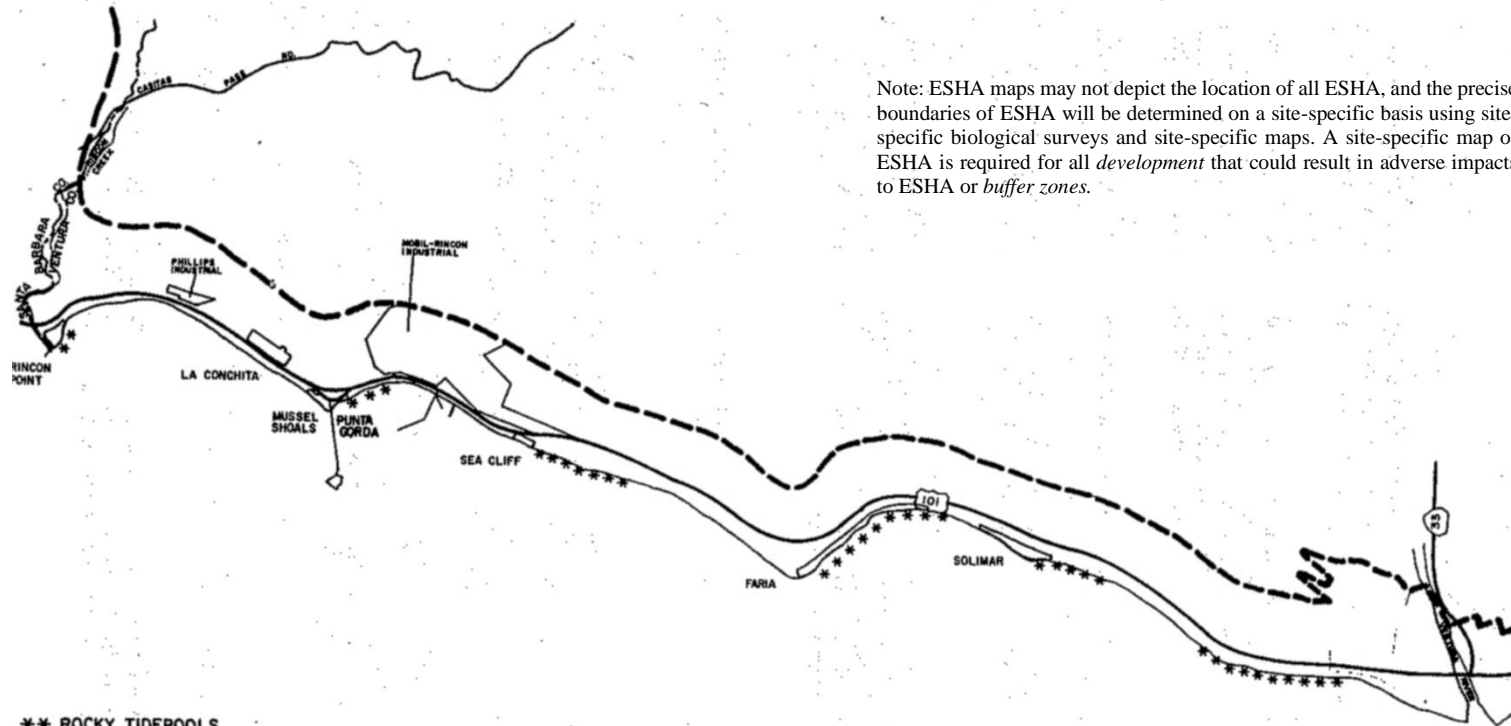 CASITAS PASS RD.
Note: ESHA maps may not depict the location of all ESHA, and the precise
boundaries of ESHA will be determined on a site-specific basis using site-
specific biological surveys and site-specific maps. A site-specific map o
ESHA is required for all development that could result in adverse impacts
to ESHA or buffer zones.
CREEK
CO
CO
SANTA BARBARA
VENTURA
MOBIL-RINCON
INDUSTRIAL
PHILLIPS
INDUSTRIAL
RINCON
POINT
LA CONCHITA
MUSSEL
SHOALS
PUNTA
GORDA
SEA CLIFF
101
33
FARIA
SOLIMAR
VENTURA RIVER
** ROCKY TIDEPOOLS